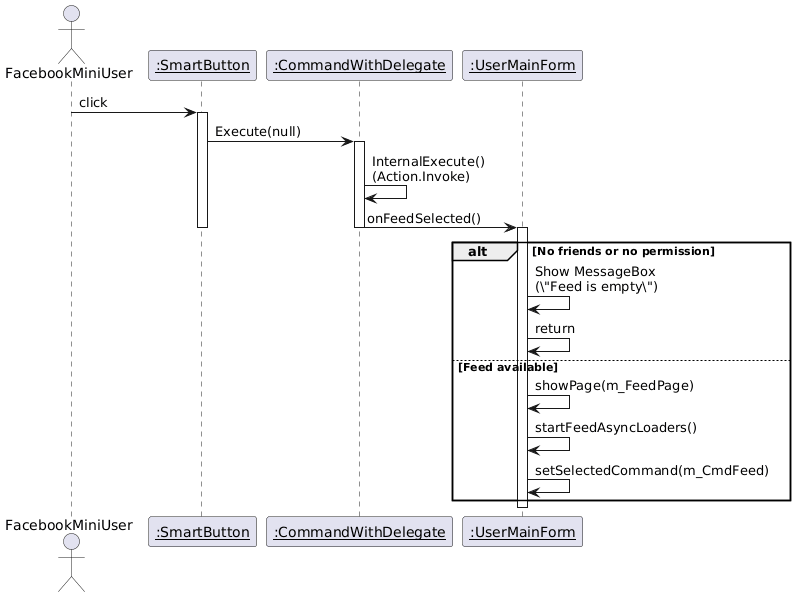 FacebookMiniUser
:SmartButton
:CommandWithDelegate
:UserMainForm
click
Execute(null)
InternalExecute()
(Action.Invoke)
onFeedSelected()
alt
[No friends or no permission]
Show MessageBox
(\"Feed is empty\")
return
[Feed available]
showPage(m_FeedPage)
startFeedAsyncLoaders()
setSelectedCommand(m_CmdFeed)
FacebookMiniUser
:SmartButton
:CommandWithDelegate
:UserMainForm